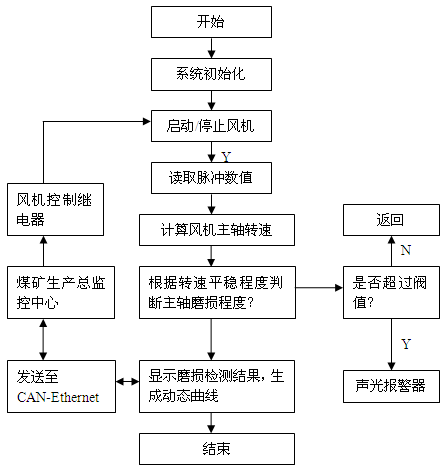 开始
系统初始化
启动/停止风机
Y
读取脉冲数值
风机控制继
电器
计算风机主轴转速
返回
N
煤矿生产总监
控中心
根据转速平稳程度判
断主轴磨损程度？
是否超过阀
值？
Y
发送至
CAN-Ethernet
显示磨损检测结果，生
成动态曲线
声光报警器
结束